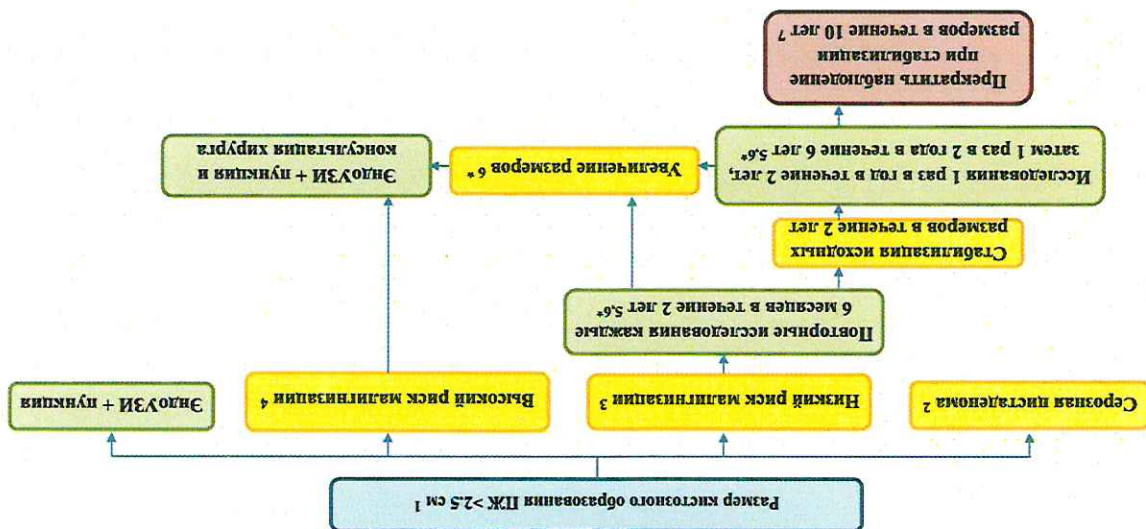 Размер кистозного образования ПЖ >2.5 см 1
Серозная цистаденома 2
Низкий риск малигнизации 3
Высокий риск малигнизации 4
ЭндоУЗИ + пункция
Повторные исследования каждые
6 месяцев в течение 2 лет 5,6*
Стабилизация исходных
размеров в течение 2 лет
Исследования 1 раз в год в течение 2 лет,
затем 1 раз в 2 года в течение 6 лет 5,6*
Увеличение размеров 6 *
ЭндоУЗИ + пункция и
консультация хирурга
Прекратить наблюдение
при стабилизации
размеров в течение 10 лет 7